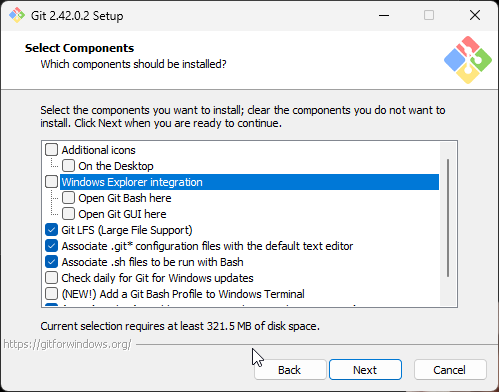 Git 2.42.0.2 Setup
Select Components
Which components should be installed?
Select the components you want to install; clear the components you do not want to
install. Click Next when you are ready to continue.
Additional icons
On the Desktop
Windows Explorer integration
Open Git Bash here
Open Git GUI here
Git LFS (Large File Support)
Associate .git* configuration files with the default text editor
Associate .sh files to be run with Bash
Check daily for Git for Windows updates
(NEW!) Add a Git Bash Profile to Windows Terminal
Current selection requires at least 321.5 MB of disk space.
https://gitforwindows.org/
Back
Next
Cancel